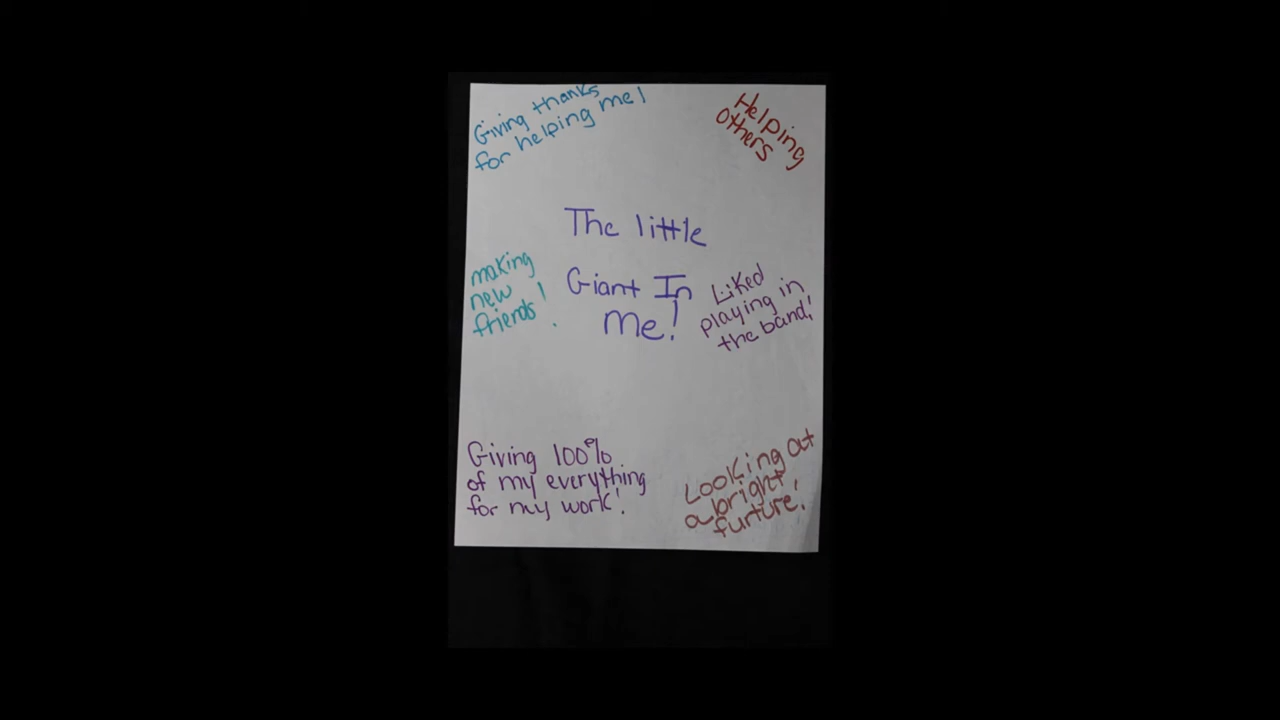 Giving thanks
for helping me!
Helping
others
The little
Giant In
Me!
making
new
friends!
Liked
playing in
the band!
Giving 100%
of my everything
for my work!
Looking at
a bright
furture!